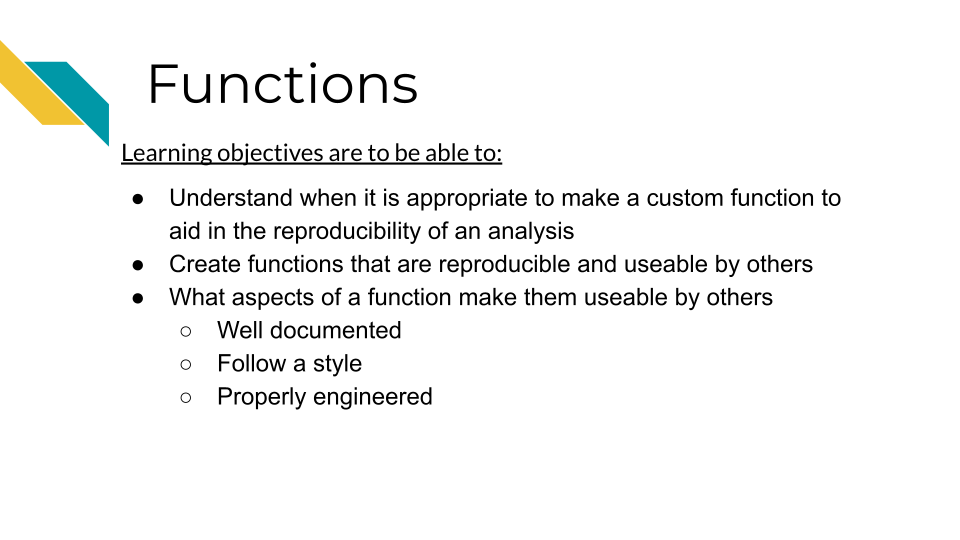 Functions
Learning objectives are to be able to:
● Understand when it is appropriate to make a custom function to
aid in the reproducibility of an analysis
● Create functions that are reproducible and useable by others
● What aspects of a function make them useable by others
○ Well documented
○ Follow a style
○ Properly engineered